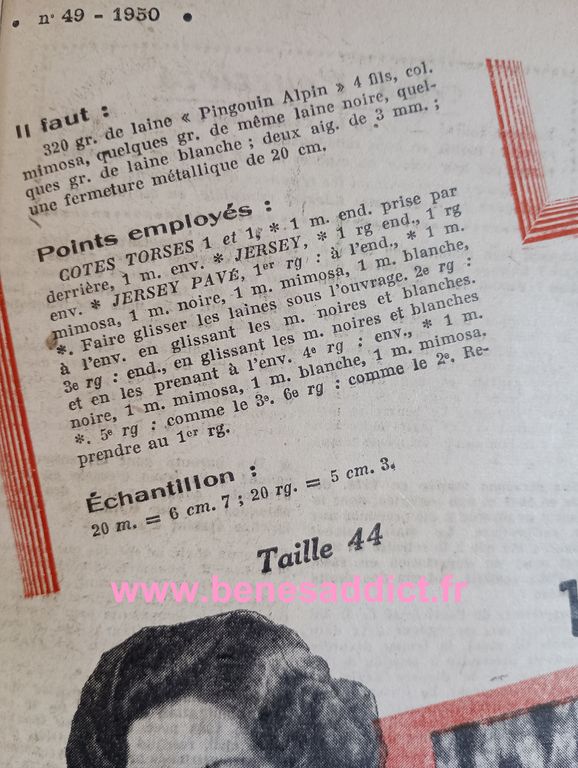 • n° 49 - 1950 •
Il faut :
320 gr. de laine « Pingouin Alpin » 4 fils, col.
mimosa, quelques gr. de même laine noire, quel-
ques gr. de laine blanche ; deux aig. de 3 mm. ;
une fermeture métallique de 20 cm.
Points employés :
COTES TORSES 1 et 1, * 1 m. end. prise par
derrière, 1 m. env. * JERSEY, * 1 rg end., 1 rg
env. * JERSEY PAVÉ, 1er rg : à l'end., * 1 m.
mimosa, 1 m. noire, 1 m. mimosa, 1 m. blanche,
*. Faire glisser les laines sous l'ouvrage. 2e rg :
à l'env. en glissant les m. noires et blanches.
3e rg : end., en glissant les m. noires et blanches
et en les prenant à l'env. 4e rg : env., * 1 m.
noire, 1 m. mimosa, 1 m. blanche, 1 m. mimosa.
*. 5e rg : comme le 3e. 6e rg : comme le 2e. Re-
prendre au 1er rg.
Échantillon :
20 m. = 6 cm. 7 ; 20 rg. = 5 cm. 3.
Taille 44
www.benesaddict.fr